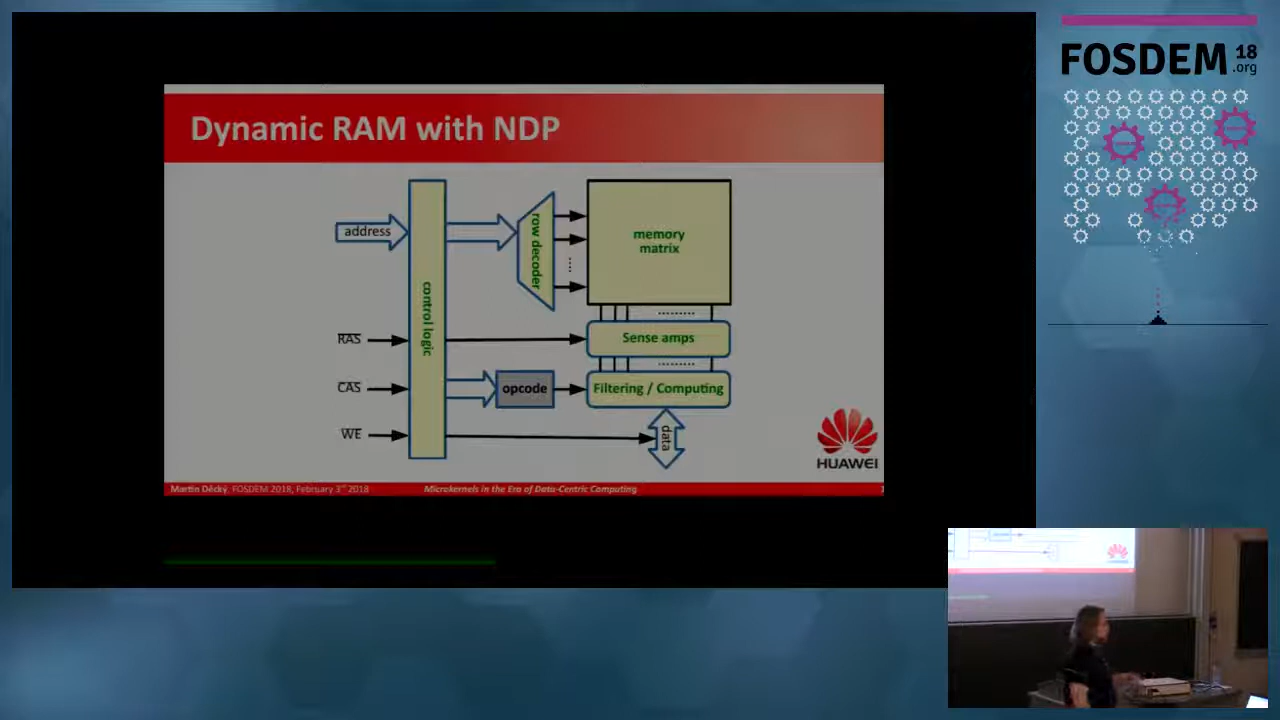 FOSDEM 18
.org
Dynamic RAM with NDP
address
control logic
row decoder
memory
matrix
RAS
Sense amps
CAS
opcode
Filtering / Computing
WE
data
HUAWEI
Martin Děcký, FOSDEM 2018, February 3rd 2018
Microkernels in the Era of Data-Centric Computing